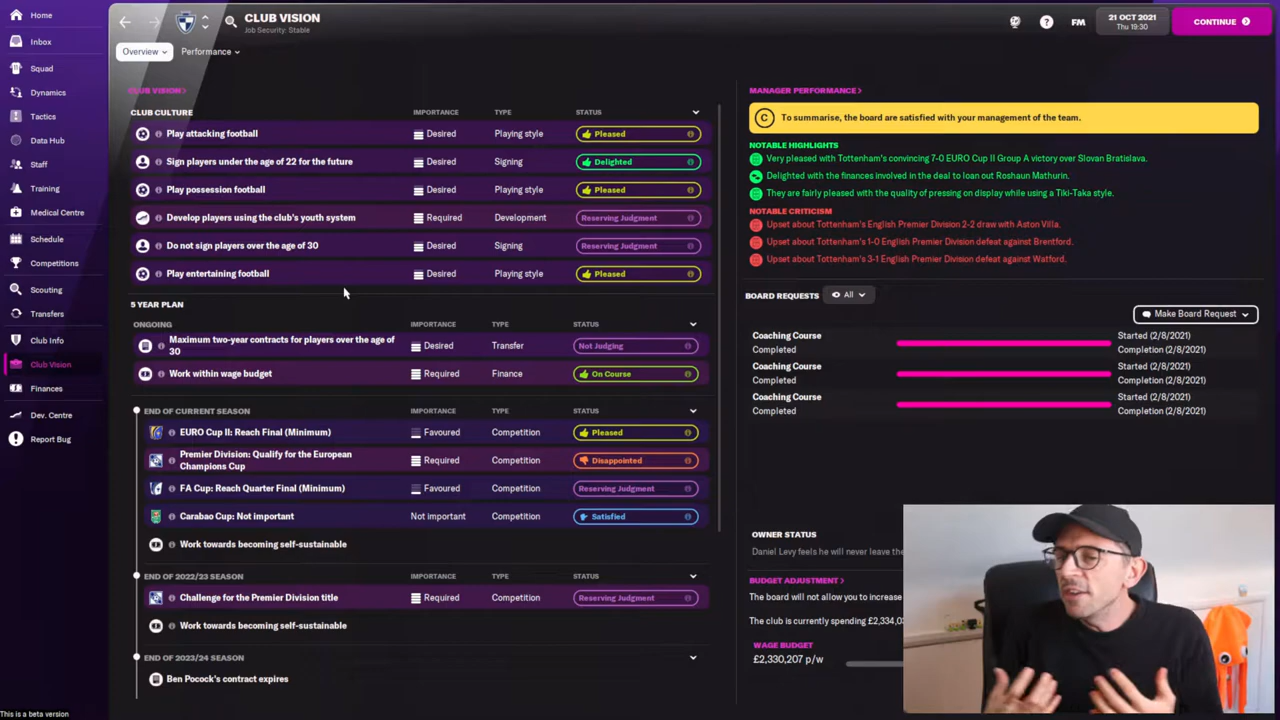 Home
CLUB VISION
Job Security: Stable
FM
21 OCT 2021
Thu 19:30
CONTINUE
Inbox
Squad
Dynamics
Tactics
Data Hub
Staff
Training
Medical Centre
Schedule
Competitions
Scouting
Transfers
Club Info
Club Vision
Finances
Dev. Centre
Report Bug
This is a beta version
Overview
Performance
CLUB VISION >
CLUB CULTURE IMPORTANCE TYPE STATUS
Play attacking football Desired Playing style Pleased
Sign players under the age of 22 for the future Desired Signing Delighted
Play possession football Desired Playing style Pleased
Develop players using the club's youth system Required Development Reserving Judgment
Do not sign players over the age of 30 Desired Signing Reserving Judgment
Play entertaining football Desired Playing style Pleased
5 YEAR PLAN
ONGOING IMPORTANCE TYPE STATUS
Maximum two-year contracts for players over the age of
30 Desired Transfer Not Judging
Work within wage budget Required Finance On Course
END OF CURRENT SEASON IMPORTANCE TYPE STATUS
EURO Cup II: Reach Final (Minimum) Favoured Competition Pleased
Premier Division: Qualify for the European
Champions Cup Required Competition Disappointed
FA Cup: Reach Quarter Final (Minimum) Favoured Competition Reserving Judgment
Carabao Cup: Not important Not important Competition Satisfied
Work towards becoming self-sustainable
END OF 2022/23 SEASON IMPORTANCE TYPE STATUS
Challenge for the Premier Division title Required Competition Reserving Judgment
Work towards becoming self-sustainable
END OF 2023/24 SEASON
Ben Pocock's contract expires
MANAGER PERFORMANCE >
C To summarise, the board are satisfied with your management of the team.
NOTABLE HIGHLIGHTS
Very pleased with Tottenham's convincing 7-0 EURO Cup II Group A victory over Slovan Bratislava.
Delighted with the finances involved in the deal to loan out Roshaun Mathurin.
They are fairly pleased with the quality of pressing on display while using a Tiki-Taka style.
NOTABLE CRITICISM
Upset about Tottenham's English Premier Division 2-2 draw with Aston Villa.
Upset about Tottenham's 1-0 English Premier Division defeat against Brentford.
Upset about Tottenham's 3-1 English Premier Division defeat against Watford.
BOARD REQUESTS All
Make Board Request
Coaching Course Started (2/8/2021)
Completed Completion (2/8/2021)
Coaching Course Started (2/8/2021)
Completed Completion (2/8/2021)
Coaching Course Started (2/8/2021)
Completed Completion (2/8/2021)
OWNER STATUS
Daniel Levy feels he will never leave the
BUDGET ADJUSTMENT >
The board will not allow you to increase
The club is currently spending £2,334,03
WAGE BUDGET
£2,330,207 p/w